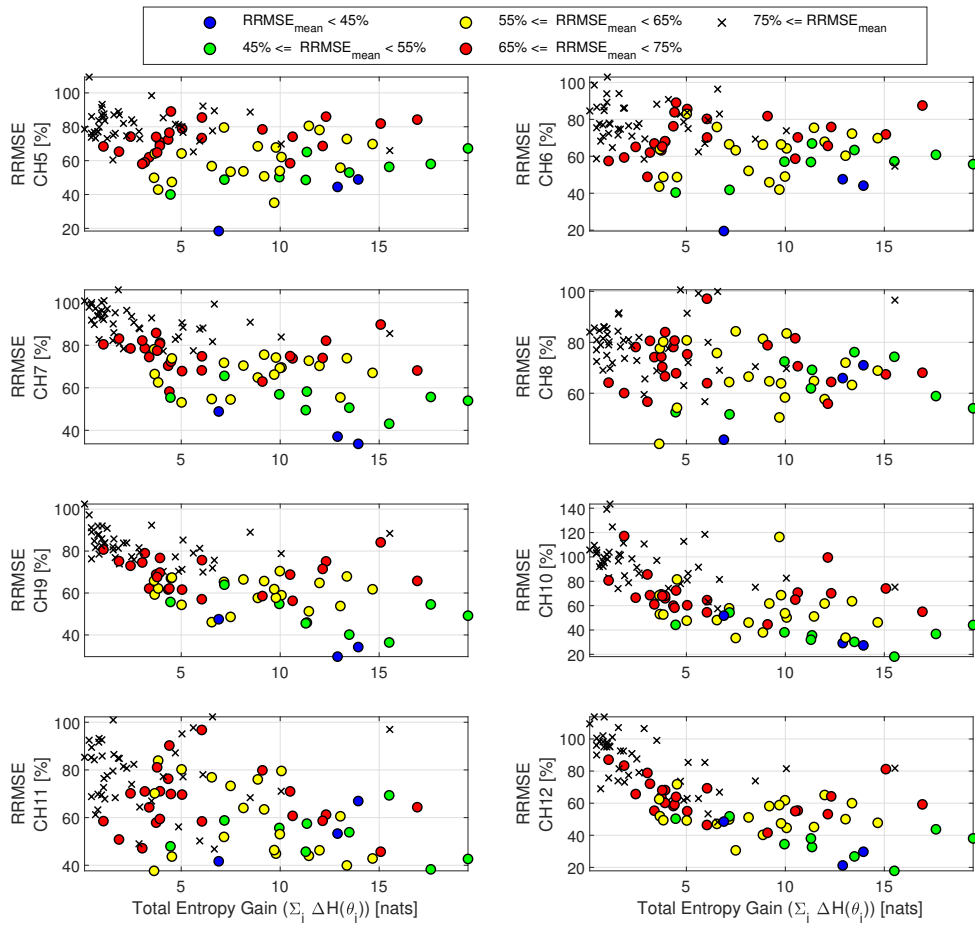 RRMSE_mean < 45%
55% <= RRMSE_mean < 65%
75% <= RRMSE_mean
45% <= RRMSE_mean < 55%
65% <= RRMSE_mean < 75%
RRMSE
CH5 [%]
100
80
60
40
20
5
10
15
RRMSE
CH6 [%]
100
80
60
40
20
5
10
15
RRMSE
CH7 [%]
100
80
60
40
5
10
15
RRMSE
CH8 [%]
100
80
60
5
10
15
RRMSE
CH9 [%]
100
80
60
40
5
10
15
RRMSE
CH10 [%]
140
120
100
80
60
40
20
5
10
15
RRMSE
CH11 [%]
100
80
60
40
5
10
15
Total Entropy Gain (Σ_i ΔH(θ_i)) [nats]
RRMSE
CH12 [%]
100
80
60
40
20
5
10
15
Total Entropy Gain (Σ_i ΔH(θ_i)) [nats]